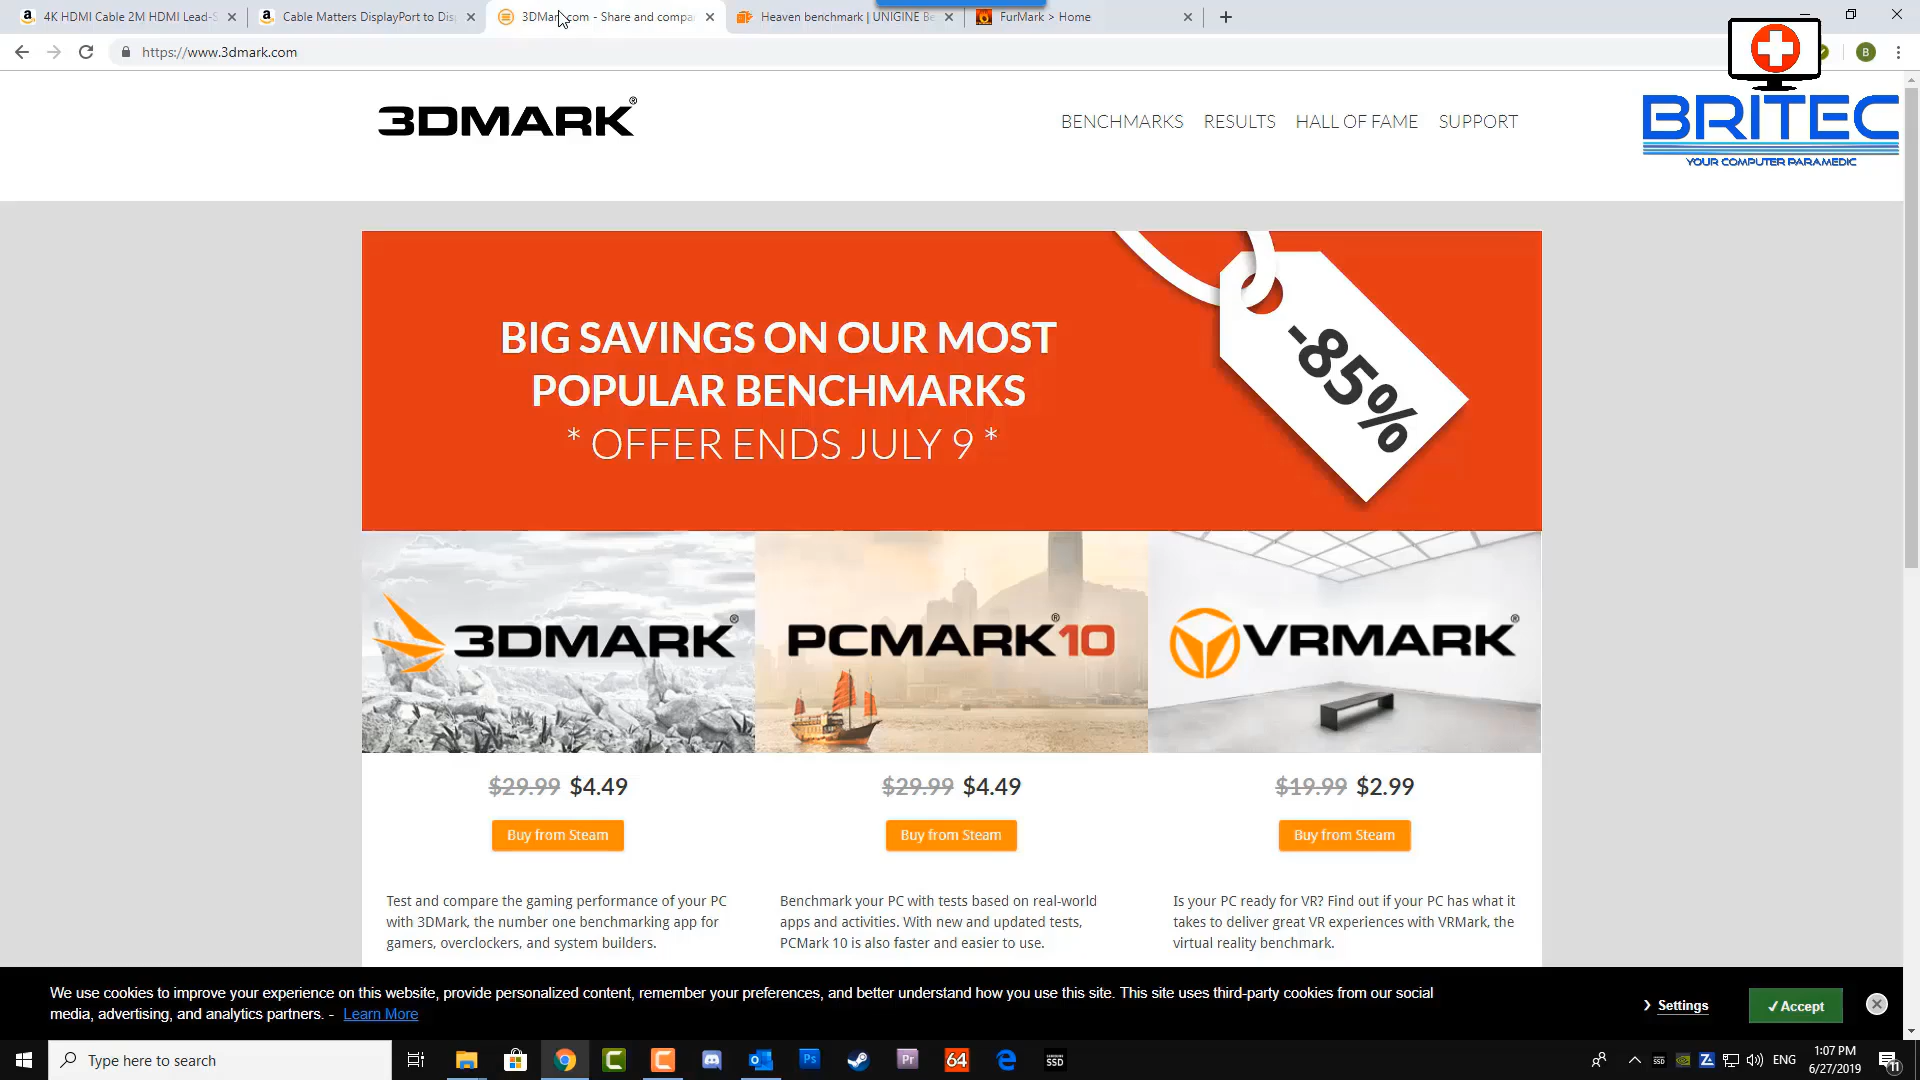 4K HDMI Cable 2M HDMI Lead-S
Cable Matters DisplayPort to Dis
3DMark.com - Share and compa
Heaven benchmark | UNIGINE Be
FurMark > Home
https://www.3dmark.com
B
3DMARK®
BENCHMARKS
RESULTS
HALL OF FAME
SUPPORT
BRITEC
YOUR COMPUTER PARAMEDIC
BIG SAVINGS ON OUR MOST
POPULAR BENCHMARKS
* OFFER ENDS JULY 9 *
-85%
3DMARK®
PCMARK®10
VRMARK®
$29.99 $4.49
$29.99 $4.49
$19.99 $2.99
Buy from Steam
Buy from Steam
Buy from Steam
Test and compare the gaming performance of your PC
with 3DMark, the number one benchmarking app for
gamers, overclockers, and system builders.
Benchmark your PC with tests based on real-world
apps and activities. With new and updated tests,
PCMark 10 is also faster and easier to use.
Is your PC ready for VR? Find out if your PC has what it
takes to deliver great VR experiences with VRMark, the
virtual reality benchmark.
We use cookies to improve your experience on this website, provide personalized content, remember your preferences, and better understand how you use this site. This site uses third-party cookies from our social
media, advertising, and analytics partners. - Learn More
Settings
✓Accept
Type here to search
Ps
Pr
64
SSD
SSD
ENG
1:07 PM
6/27/2019
11